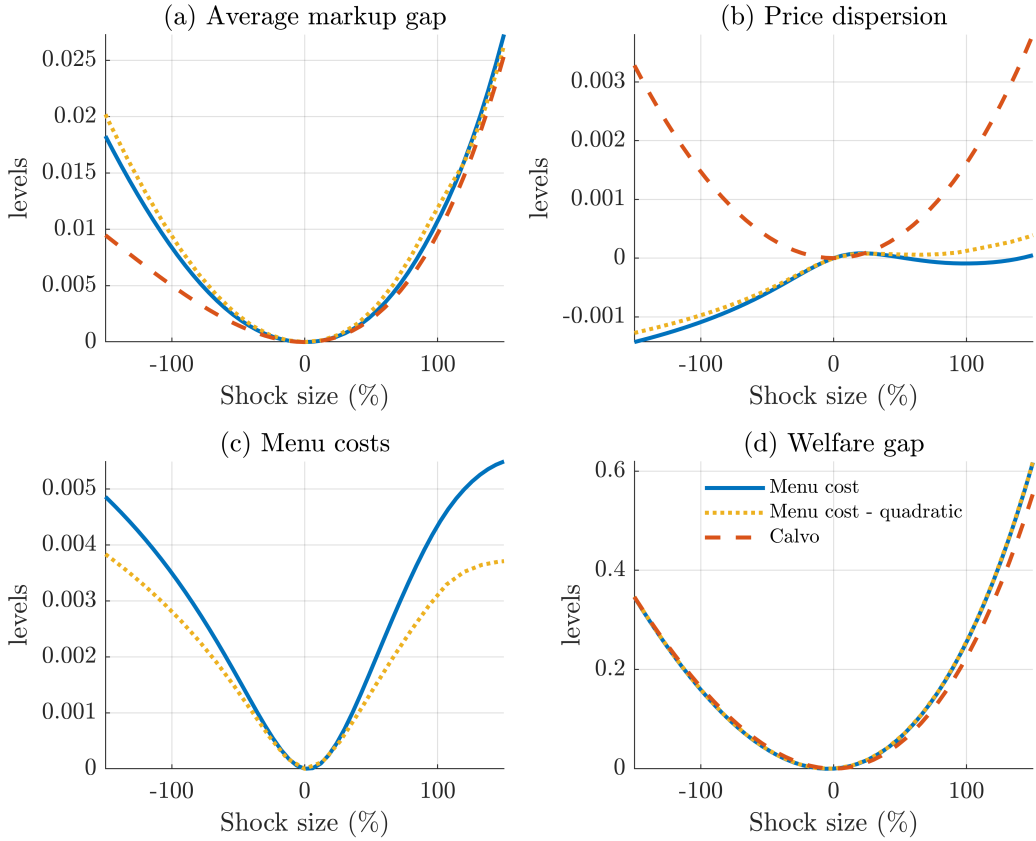 (a) Average markup gap
levels
0.025
0.02
0.015
0.01
0.005
0
-100 0 100
Shock size (%)
(b) Price dispersion
levels
0.003
0.002
0.001
0
-0.001
-100 0 100
Shock size (%)
(c) Menu costs
levels
0.005
0.004
0.003
0.002
0.001
0
-100 0 100
Shock size (%)
(d) Welfare gap
levels
0.6
0.4
0.2
0
Menu cost
Menu cost - quadratic
Calvo
-100 0 100
Shock size (%)